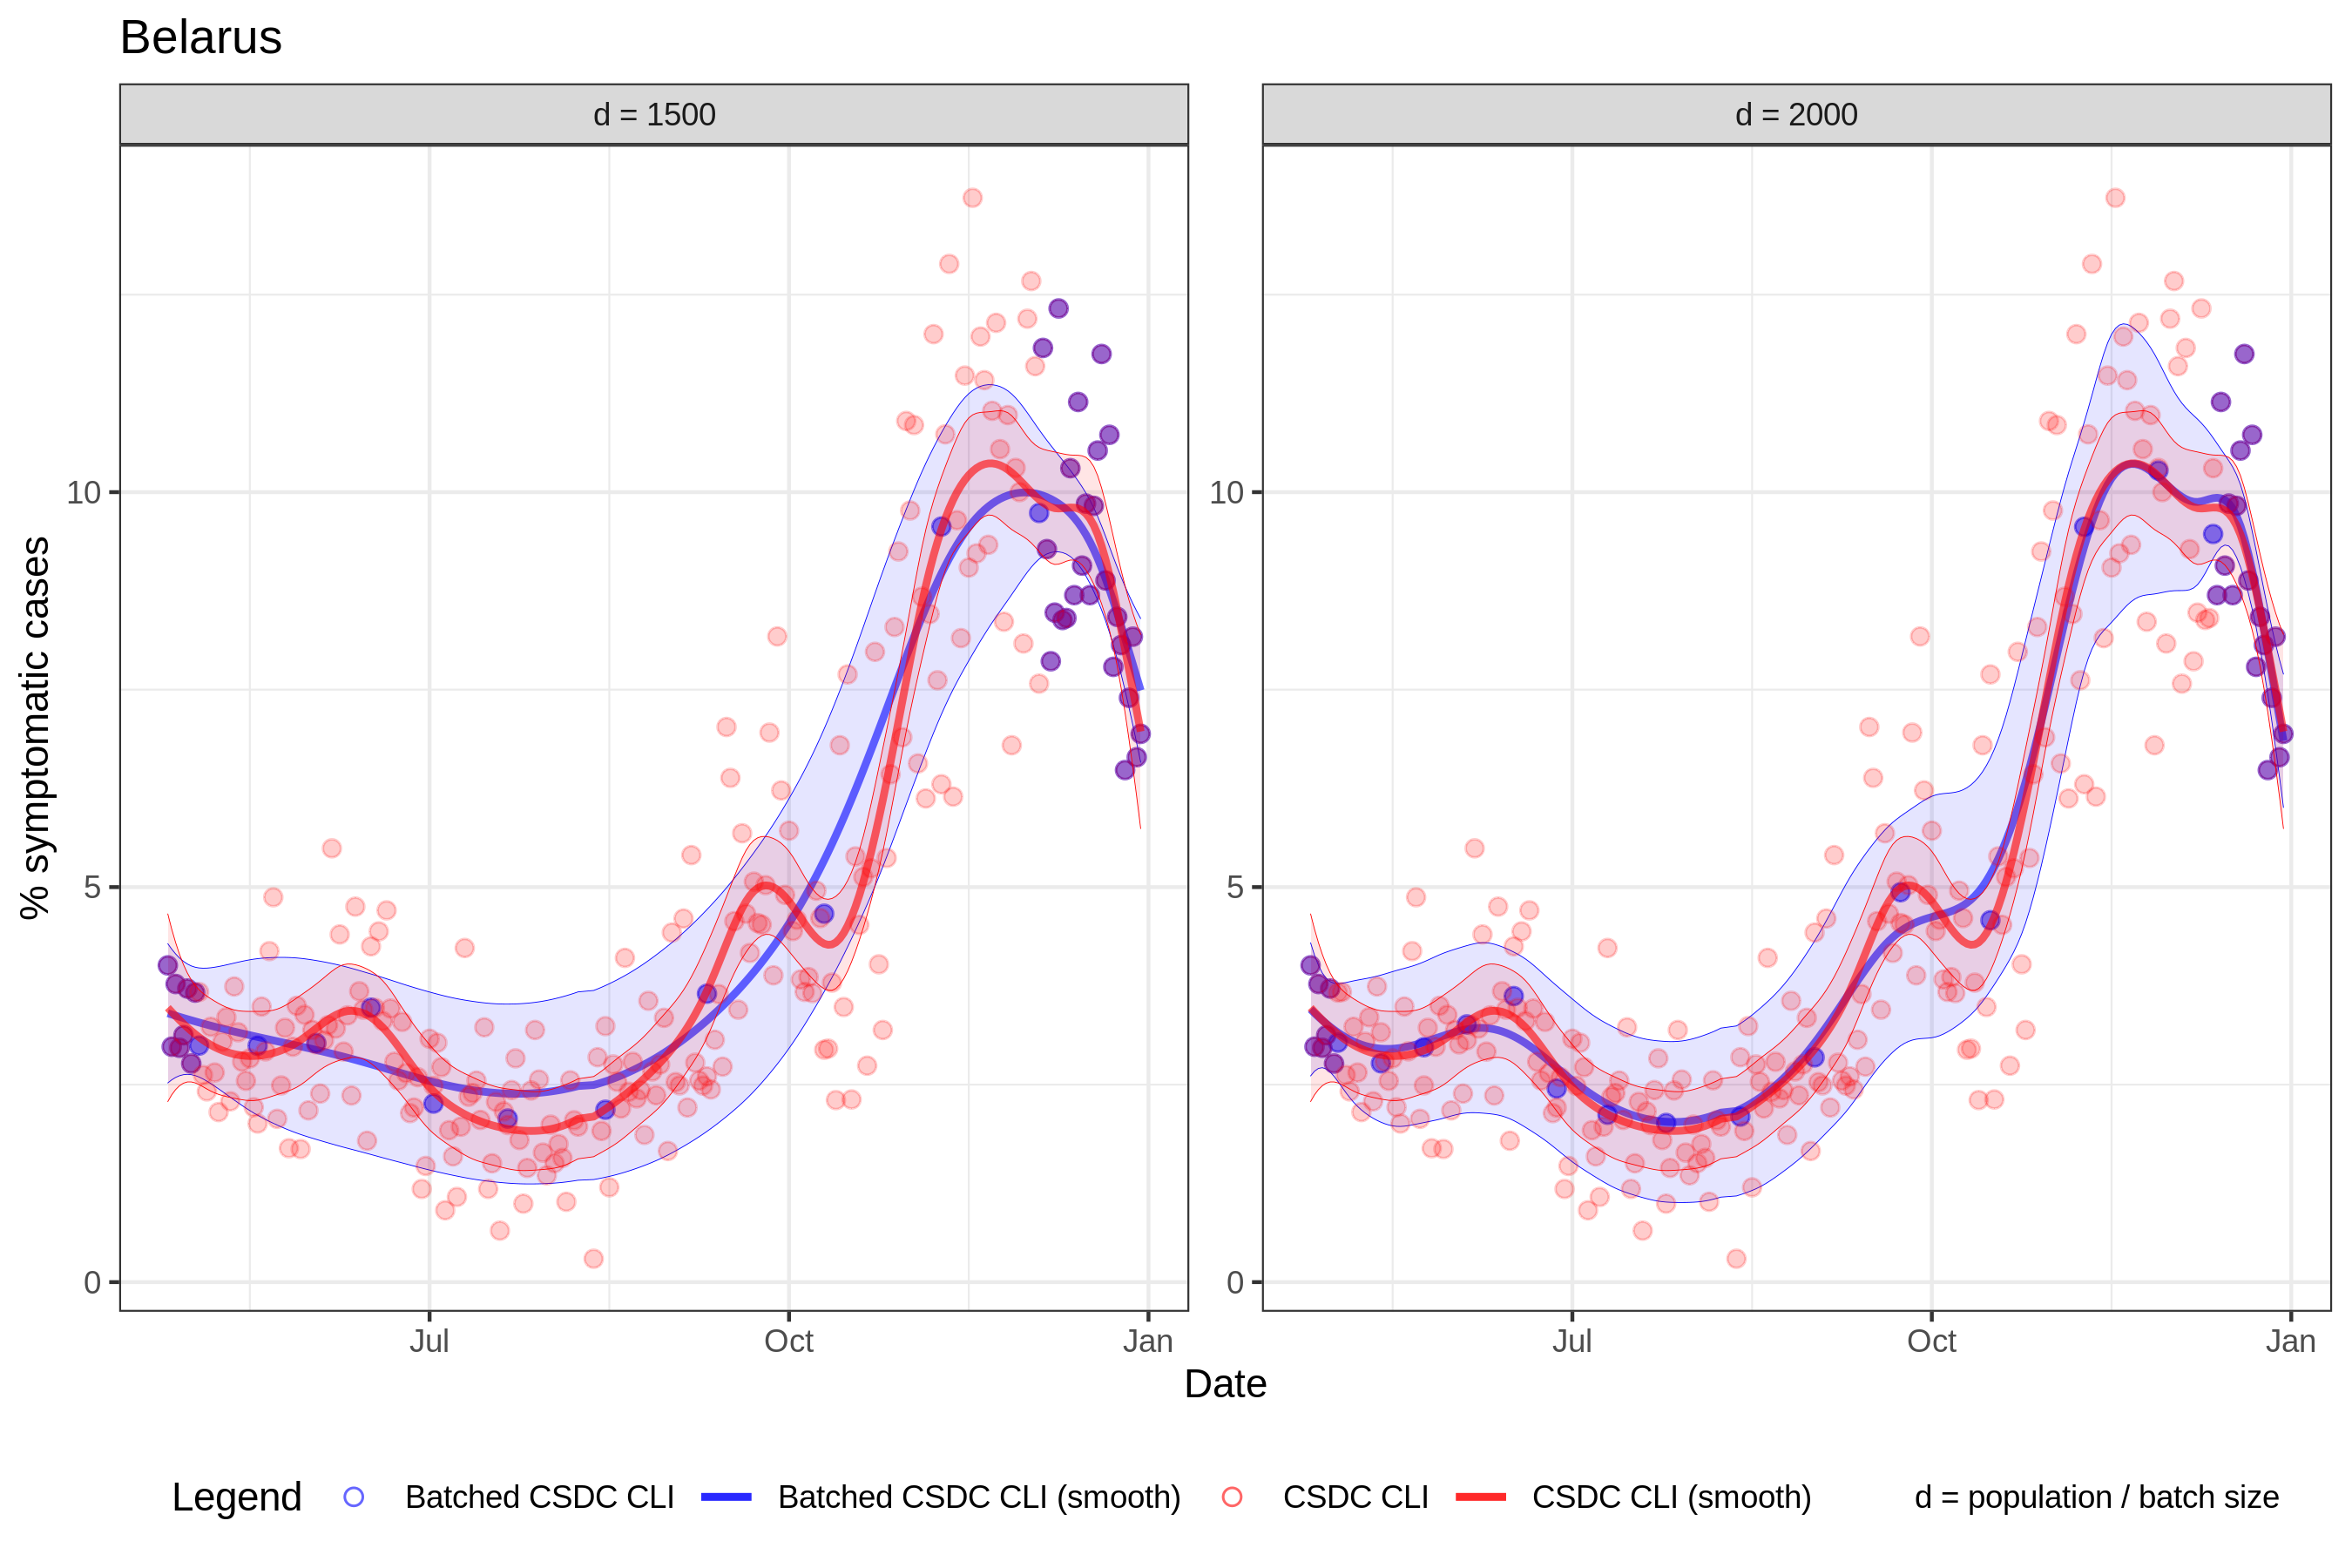 Belarus
d = 1500
d = 2000
% symptomatic cases
10
5
0
10
5
0
Jul
Oct
Jan
Jul
Oct
Jan
Date
Legend
Batched CSDC CLI
Batched CSDC CLI (smooth)
CSDC CLI
CSDC CLI (smooth)
d = population / batch size